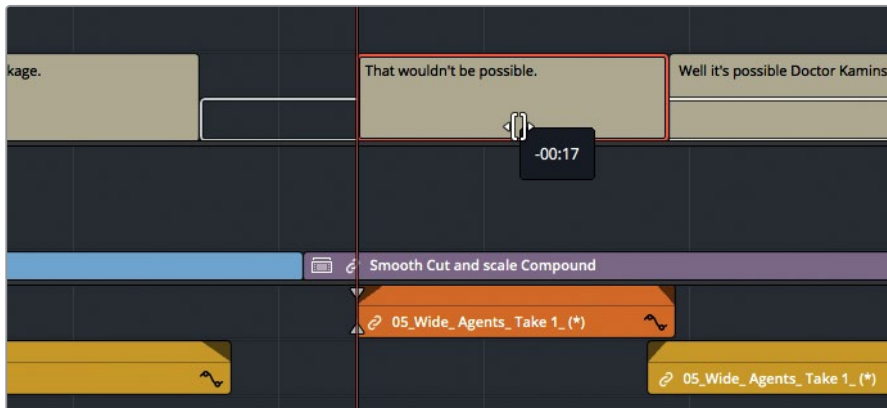 kage.
That wouldn't be possible.
Well it's possible Doctor Kamins
-00:17
Smooth Cut and scale Compound
05_Wide_ Agents_ Take 1_ (*)
05_Wide_ Agents_ Take 1_ (*)